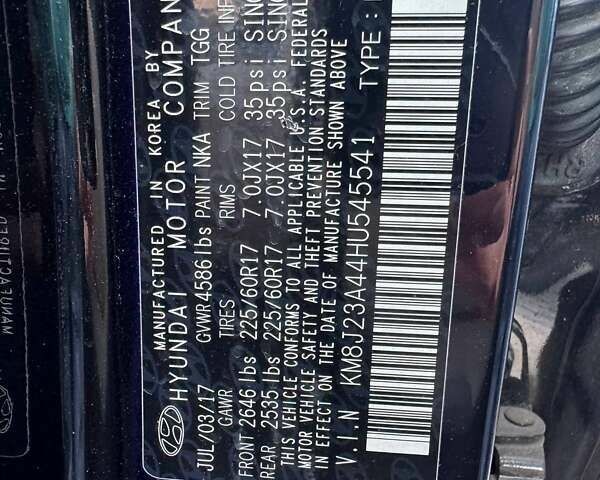 MANUFACTURED IN KOREA BY
HYUNDAI MOTOR COMPAN
JUL/03/17 GVWR 4586 lbs PAINT NKA TRIM TGG
GAWR TIRES RIMS COLD TIRE INF
FRONT 2646 lbs 225/60R17 7.0JX17 35psi SING
REAR 2535 lbs 225/60R17 7.0JX17 35psi SING
THIS VEHICLE CONFORMS TO ALL APPLICABLE U.S.A. FEDERAL
MOTOR VEHICLE SAFETY AND THEFT PREVENTION STANDARDS
IN EFFECT ON THE DATE OF MANUFACTURE SHOWN ABOVE
V.I.N KM8J23A44HU545541 TYPE: